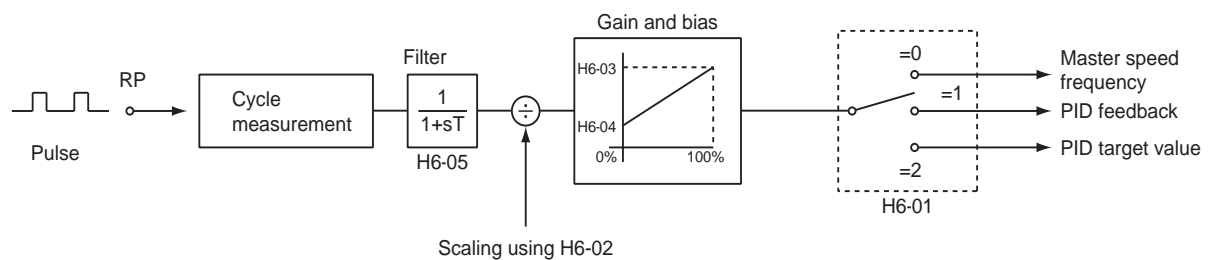 Gain and bias
Filter
RP
Pulse
Cycle
measurement
1
1+sT
H6-05
÷
Scaling using H6-02
H6-03
H6-04
0%
100%
=0
=1
=2
H6-01
Master speed
frequency
PID feedback
PID target value